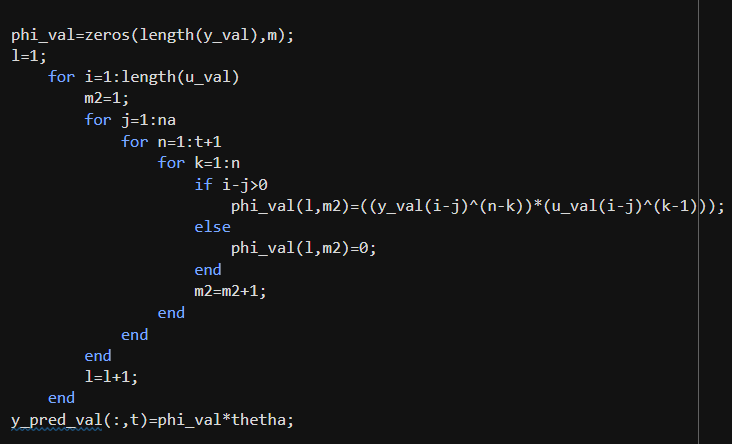 phi_val=zeros(length(y_val),m);
l=1;
    for i=1:length(u_val)
        m2=1;
        for j=1:na
            for n=1:t+1
                for k=1:n
                    if i-j>0
                        phi_val(l,m2)=((y_val(i-j)^(n-k))*(u_val(i-j)^(k-1)));
                    else
                        phi_val(l,m2)=0;
                    end
                    m2=m2+1;
                end
            end
        end
        l=l+1;
    end
y_pred_val(:,t)=phi_val*thetha;